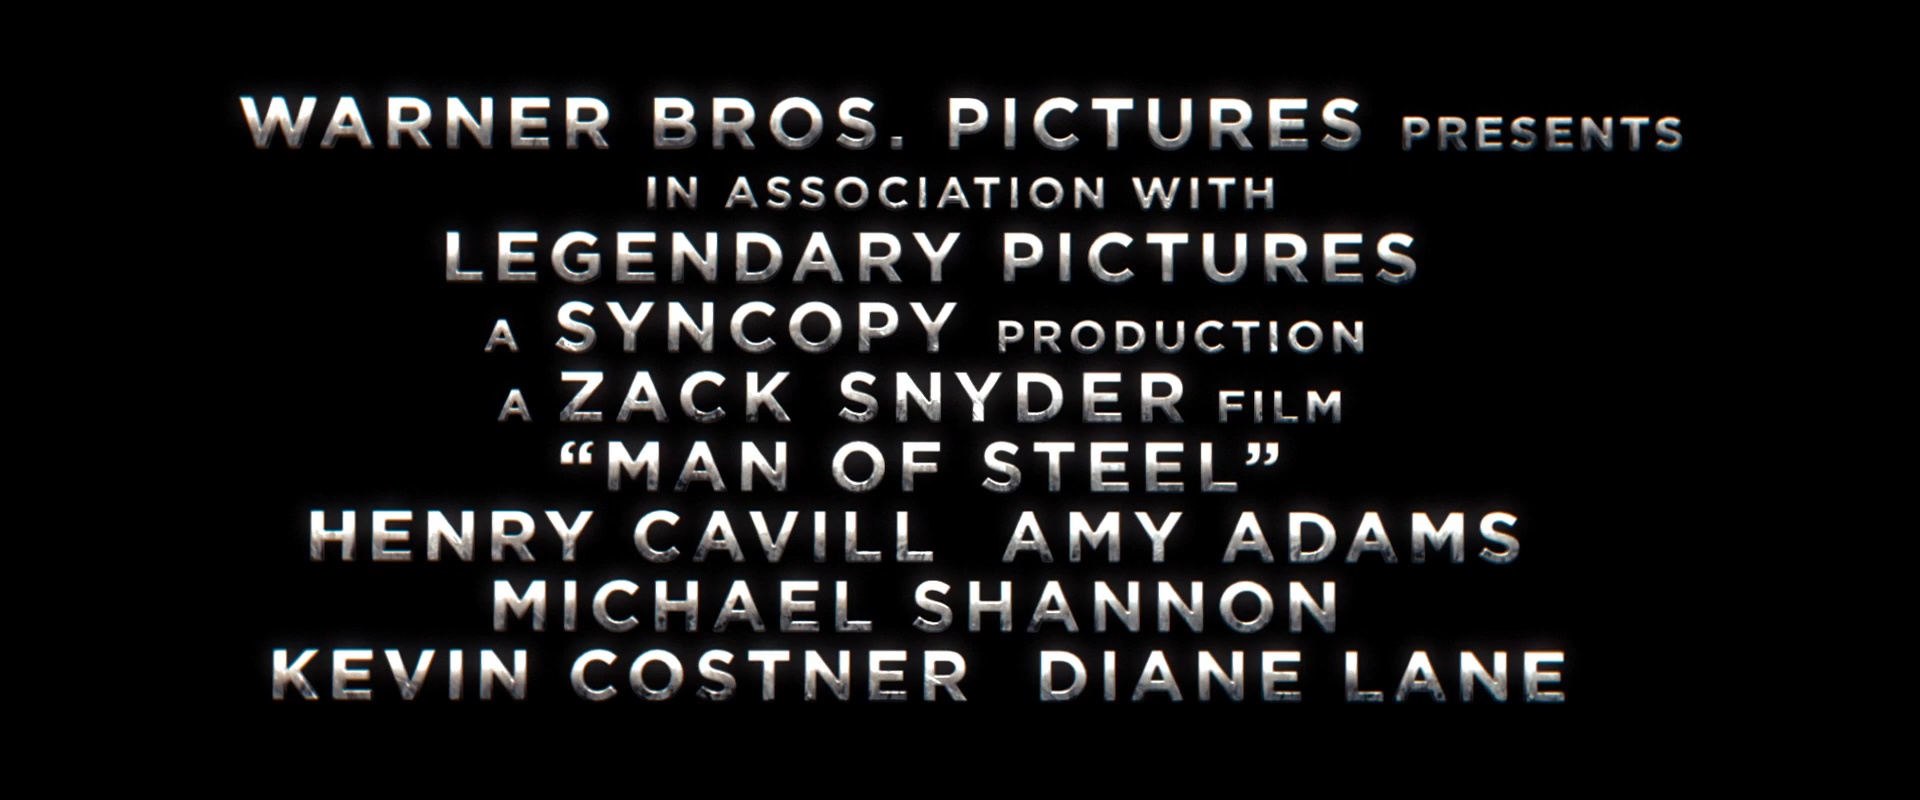 WARNER BROS. PICTURES PRESENTS
IN ASSOCIATION WITH
LEGENDARY PICTURES
A SYNCOPY PRODUCTION
A ZACK SNYDER FILM
“MAN OF STEEL”
HENRY CAVILL AMY ADAMS
MICHAEL SHANNON
KEVIN COSTNER DIANE LANE